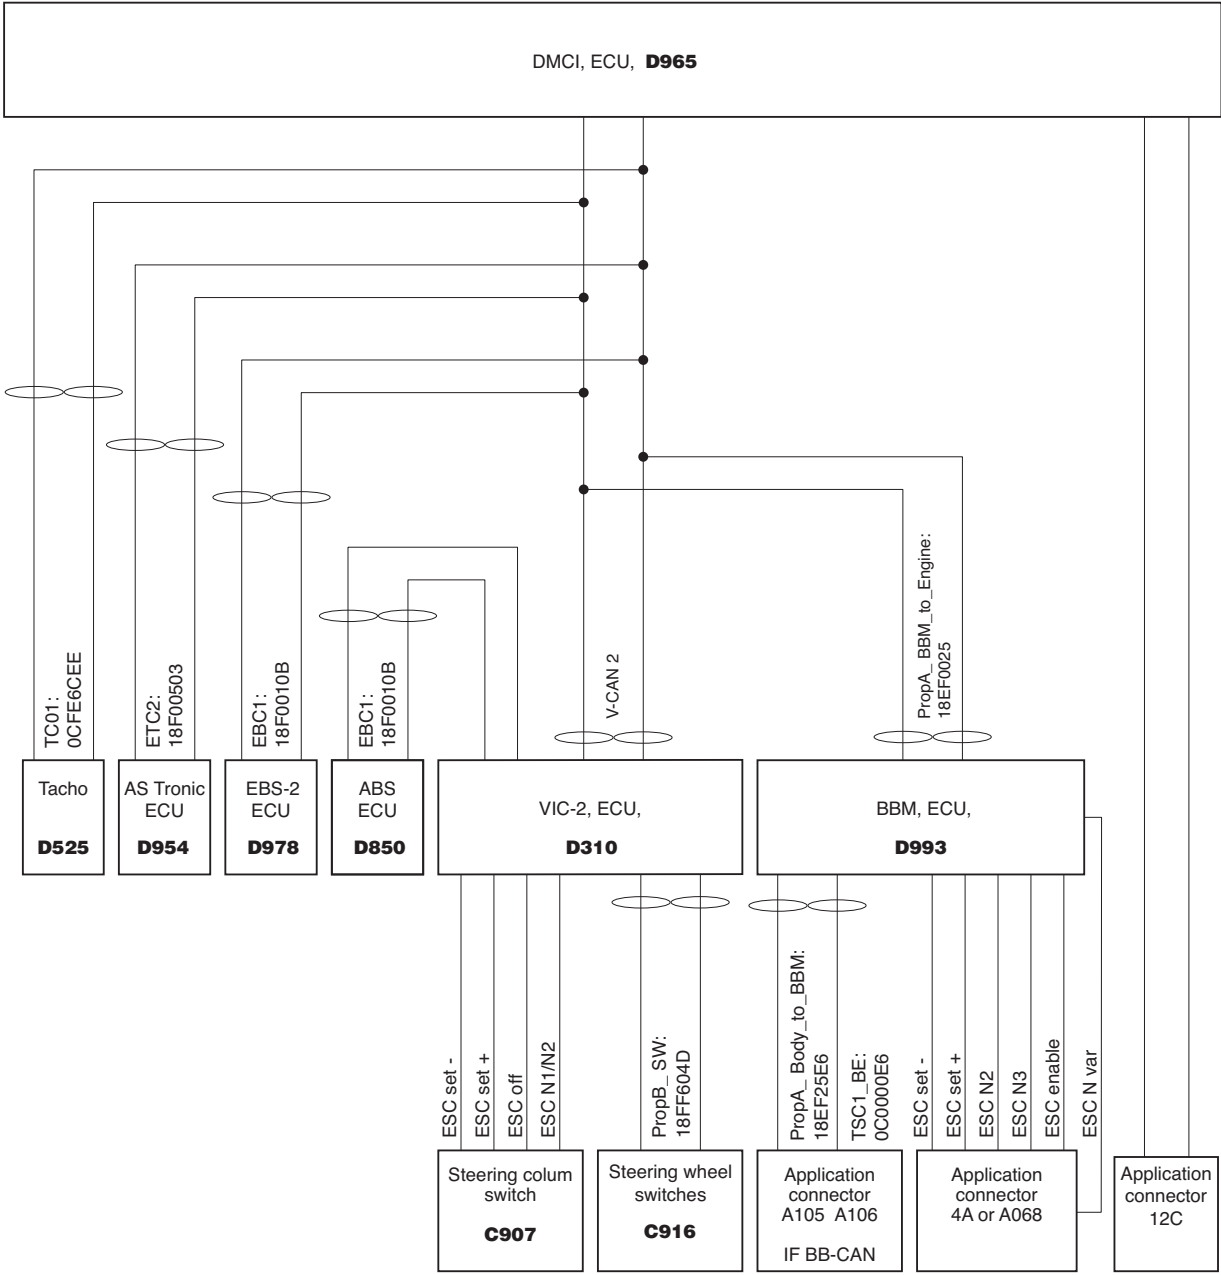 DMCI, ECU, D965
TC01:
0CFE6CEE
ETC2:
18F00503
EBC1:
18F0010B
EBC1:
18F0010B
V-CAN 2
PropA_ BBM_to_Engine:
18EF0025
Tacho
D525
AS Tronic
ECU
D954
EBS-2
ECU
D978
ABS
ECU
D850
VIC-2, ECU,
D310
BBM, ECU,
D993
ESC set -
ESC set +
ESC off
ESC N1/N2
PropB_ SW:
18FF604D
PropA_ Body_to_BBM:
18EF25E6
TSC1_BE:
0C0000E6
ESC set -
ESC set +
ESC N2
ESC N3
ESC enable
ESC N var
Steering colum
switch
C907
Steering wheel
switches
C916
Application
connector
A105 A106
IF BB-CAN
Application
connector
4A or A068
Application
connector
12C